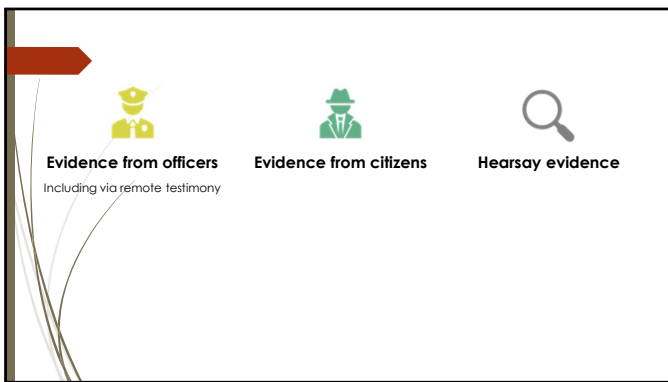 Evidence from officers
Including via remote testimony
Evidence from citizens
Hearsay evidence